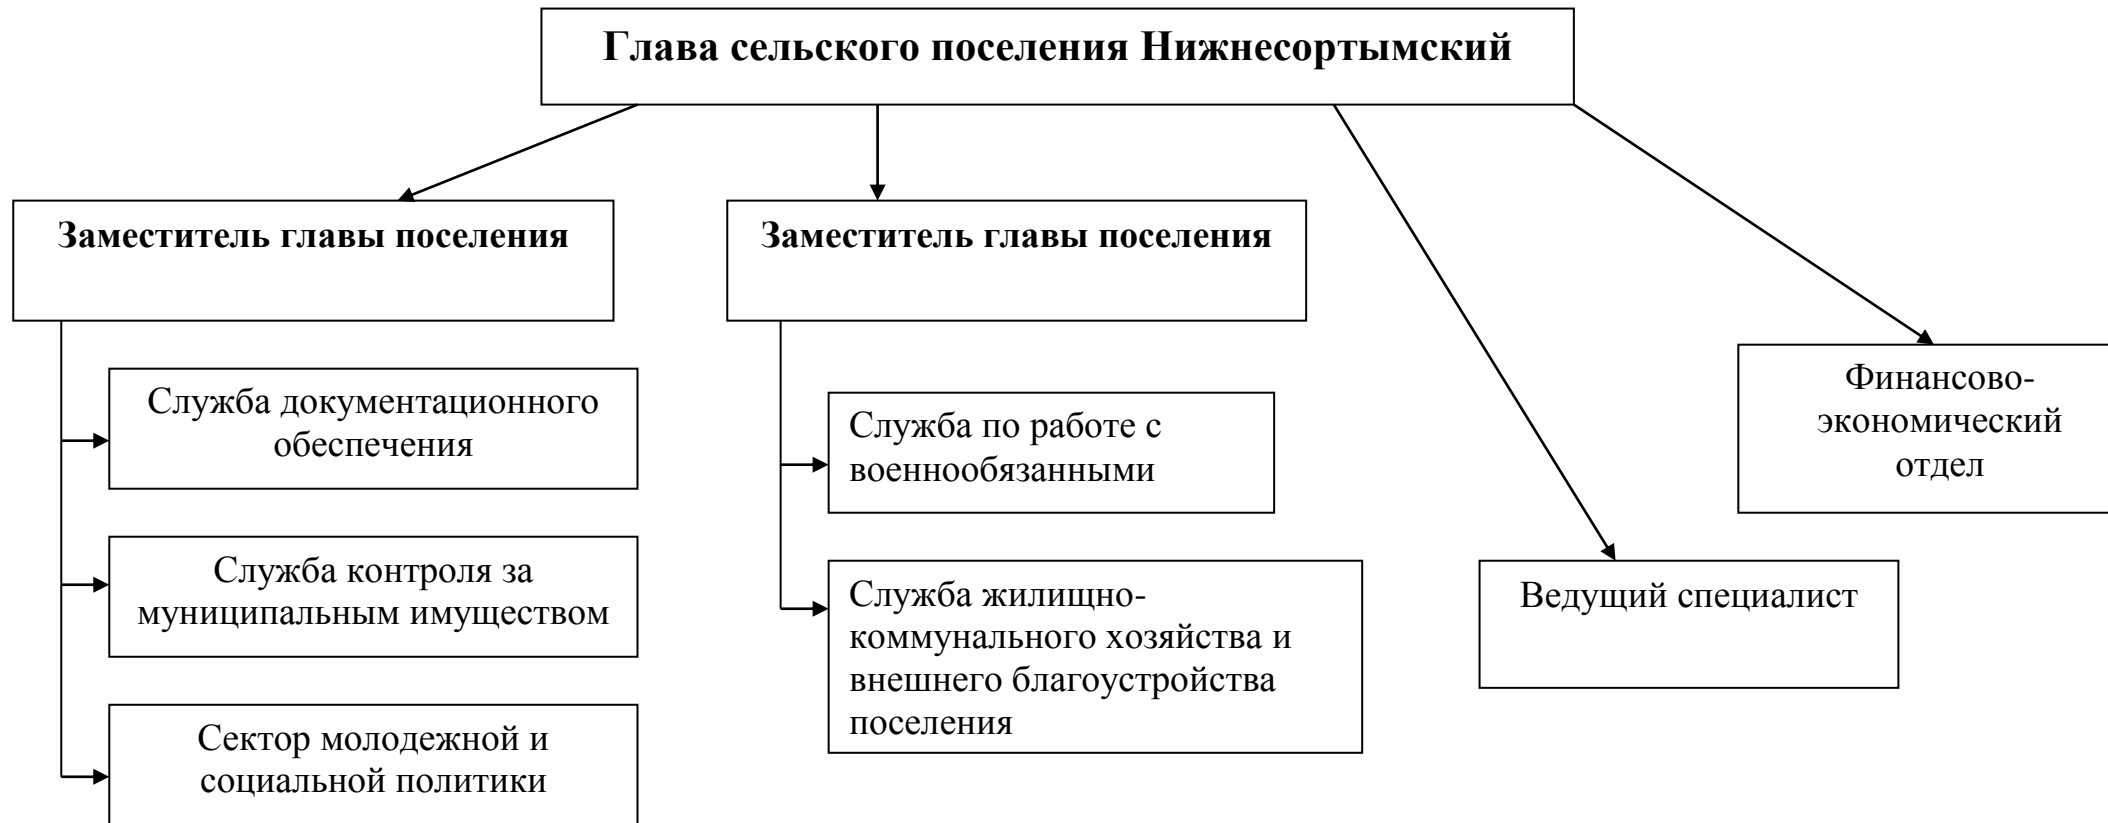 Глава сельского поселения Нижнесортымский
Заместитель главы поселения
Служба документационного
обеспечения
Служба контроля за
муниципальным имуществом
Сектор молодежной и
социальной политики
Заместитель главы поселения
Служба по работе с
военнообязанными
Служба жилищно-
коммунального хозяйства и
внешнего благоустройства
поселения
Ведущий специалист
Финансово-
экономический
отдел